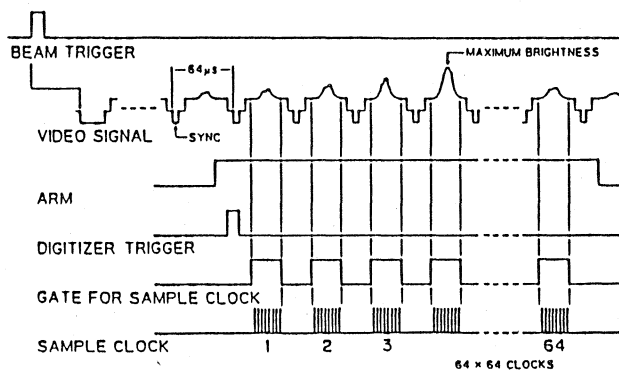 BEAM TRIGGER
64μs
MAXIMUM BRIGHTNESS
VIDEO SIGNAL
SYNC
ARM
DIGITIZER TRIGGER
GATE FOR SAMPLE CLOCK
SAMPLE CLOCK 1 2 3 64
64 × 64 CLOCKS